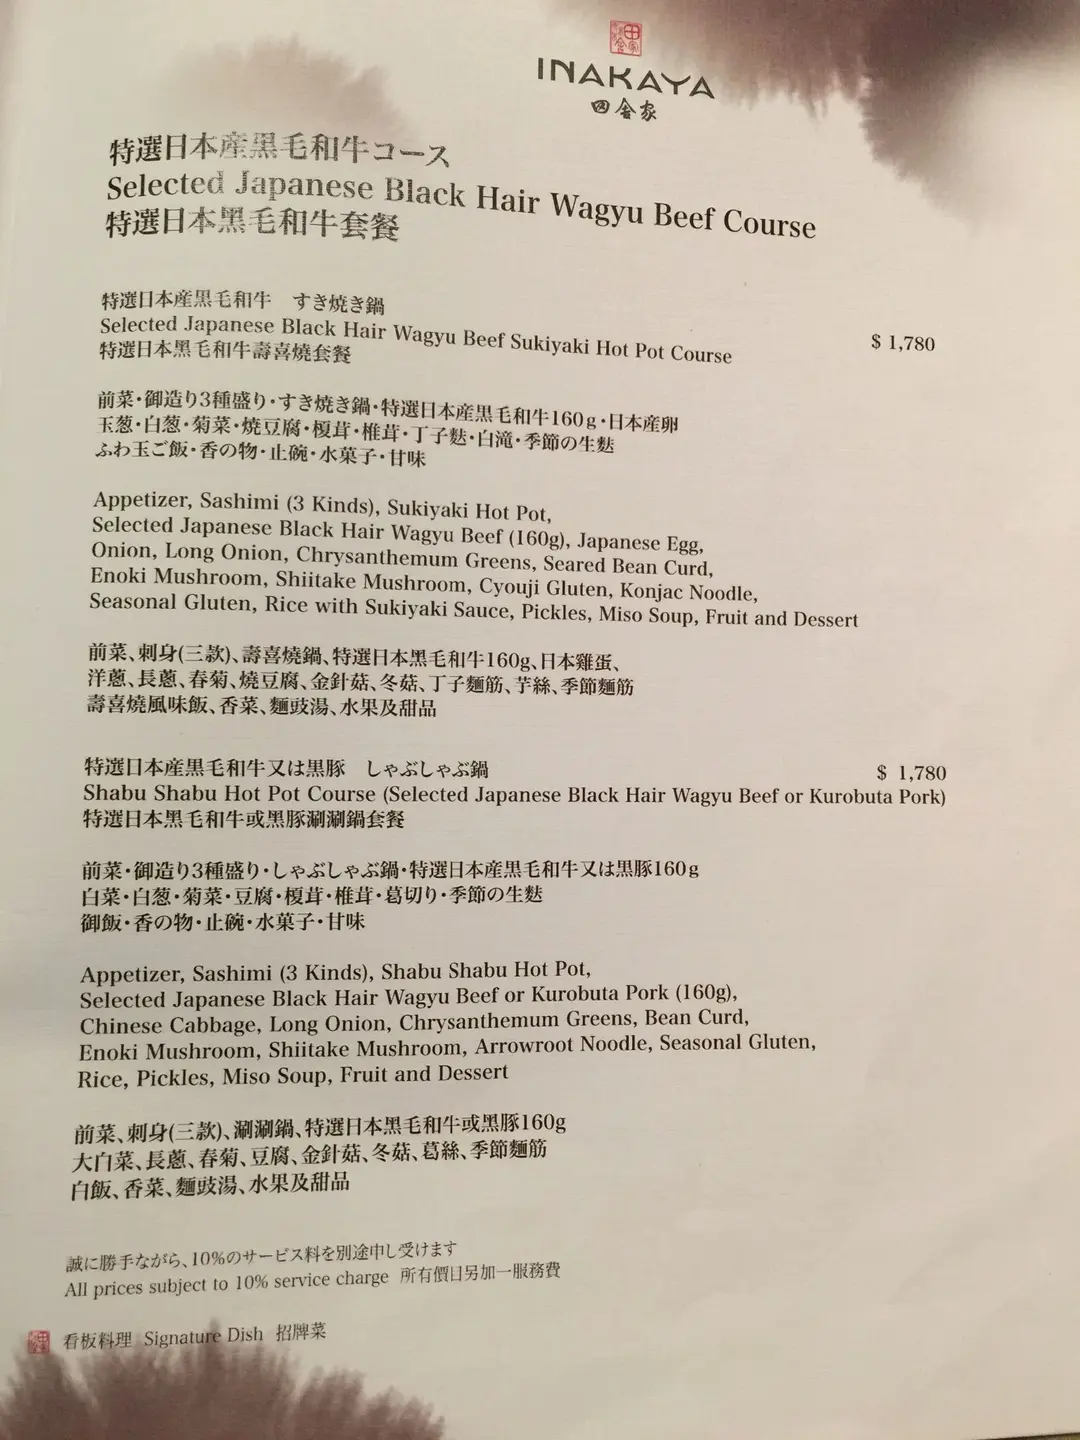 INAKAYA
田舎家
特選日本産黒毛和牛コース
Selected Japanese Black Hair Wagyu Beef Course
特選日本黑毛和牛套餐
特選日本産黒毛和牛　すき焼き鍋
Selected Japanese Black Hair Wagyu Beef Sukiyaki Hot Pot Course $ 1,780
特選日本黑毛和牛壽喜燒套餐
前菜・御造り3種盛り・すき焼き鍋・特選日本産黒毛和牛160g・日本産卵
玉葱・白葱・菊菜・焼豆腐・榎茸・椎茸・丁子麩・白滝・季節の生麩
ふわ玉ご飯・香の物・止碗・水菓子・甘味
Appetizer, Sashimi (3 Kinds), Sukiyaki Hot Pot,
Selected Japanese Black Hair Wagyu Beef (160g), Japanese Egg,
Onion, Long Onion, Chrysanthemum Greens, Seared Bean Curd,
Enoki Mushroom, Shiitake Mushroom, Cyouji Gluten, Konjac Noodle,
Seasonal Gluten, Rice with Sukiyaki Sauce, Pickles, Miso Soup, Fruit and Dessert
前菜、刺身(三款)、壽喜燒鍋、特選日本黑毛和牛160g、日本雞蛋、
洋蔥、長蔥、春菊、燒豆腐、金針菇、冬菇、丁子麵筋、芋絲、季節麵筋
壽喜燒風味飯、香菜、麵豉湯、水果及甜品
特選日本産黒毛和牛又は黒豚　しゃぶしゃぶ鍋 $ 1,780
Shabu Shabu Hot Pot Course (Selected Japanese Black Hair Wagyu Beef or Kurobuta Pork)
特選日本黑毛和牛或黑豚涮涮鍋套餐
前菜・御造り3種盛り・しゃぶしゃぶ鍋・特選日本産黒毛和牛又は黒豚160g
白菜・白葱・菊菜・豆腐・榎茸・椎茸・葛切り・季節の生麩
御飯・香の物・止碗・水菓子・甘味
Appetizer, Sashimi (3 Kinds), Shabu Shabu Hot Pot,
Selected Japanese Black Hair Wagyu Beef or Kurobuta Pork (160g),
Chinese Cabbage, Long Onion, Chrysanthemum Greens, Bean Curd,
Enoki Mushroom, Shiitake Mushroom, Arrowroot Noodle, Seasonal Gluten,
Rice, Pickles, Miso Soup, Fruit and Dessert
前菜、刺身(三款)、涮涮鍋、特選日本黑毛和牛或黑豚160g
大白菜、長蔥、春菊、豆腐、金針菇、冬菇、葛絲、季節麵筋
白飯、香菜、麵豉湯、水果及甜品
誠に勝手ながら、10%のサービス料を別途申し受けます
All prices subject to 10% service charge 所有價目另加一服務費
看板料理 Signature Dish 招牌菜